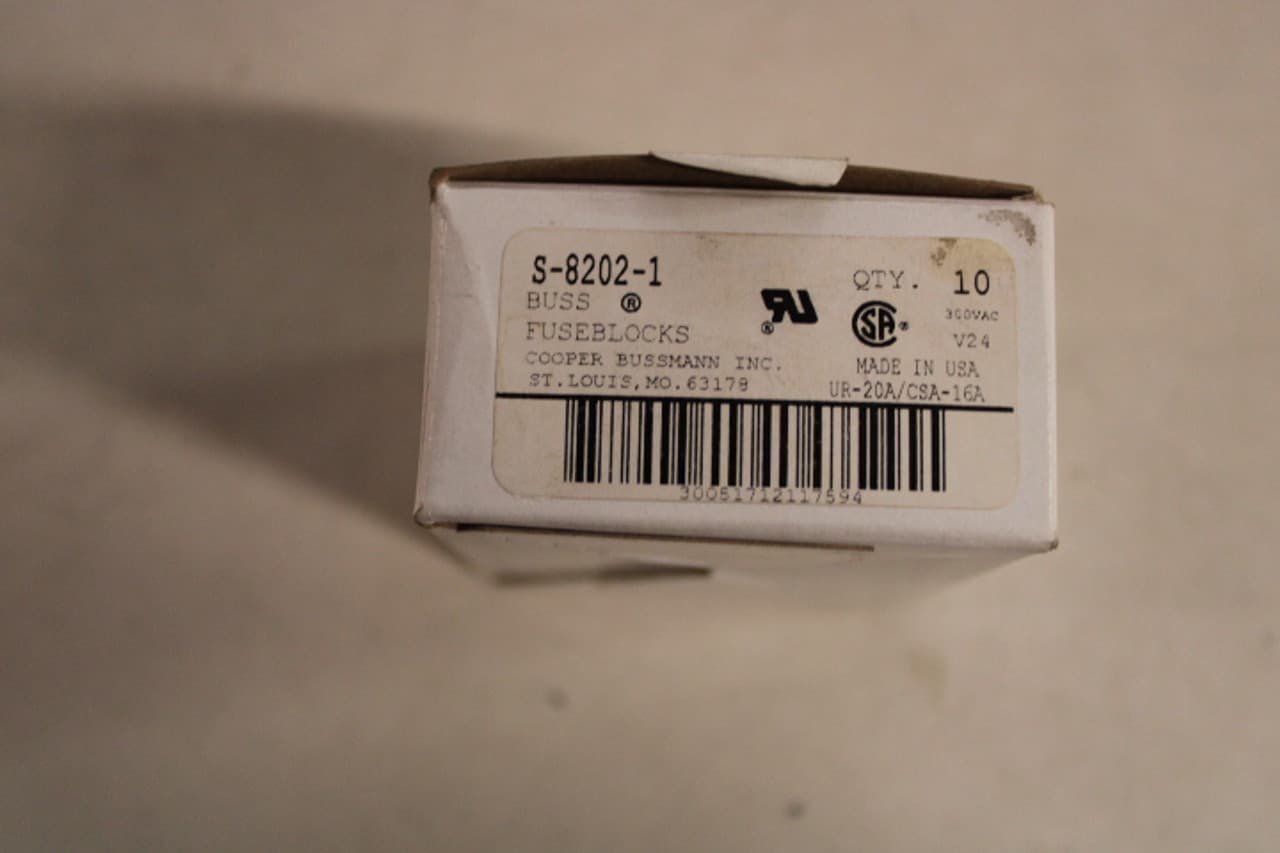 S-8202-1
BUSS ®
FUSEBLOCKS
COOPER BUSSMANN INC.
ST.LOUIS,MO.63178
QTY. 10
300VAC
V24
MADE IN USA
UR-20A/CSA-16A
30051712117594